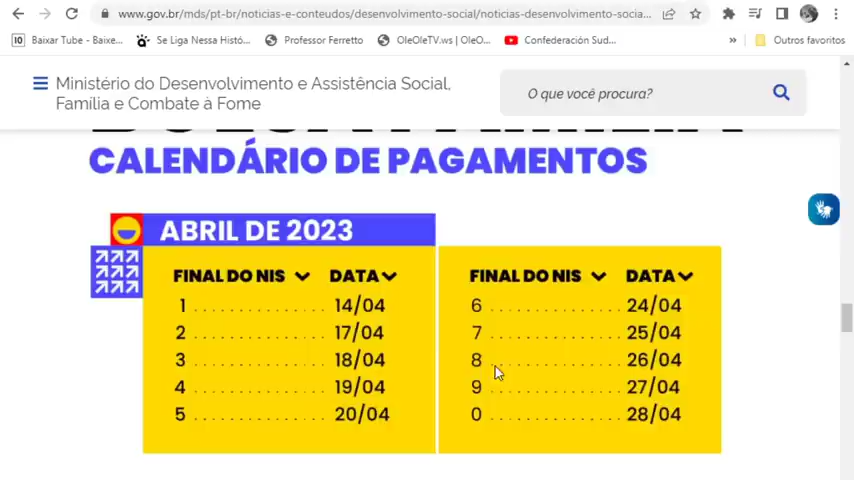 www.gov.br/mds/pt-br/noticias-e-conteudos/desenvolvimento-social/noticias-desenvolvimento-socia...
Baixar Tube - Baixe...
Se Liga Nessa Histó...
Professor Ferretto
OleOleTV.ws | OleO...
Confederación Sud...
»
Outros favoritos
Ministério do Desenvolvimento e Assistência Social,
Família e Combate à Fome
O que você procura?
CALENDÁRIO DE PAGAMENTOS
ABRIL DE 2023
FINAL DO NIS DATA
1 .............. 14/04
2 .............. 17/04
3 .............. 18/04
4 .............. 19/04
5 .............. 20/04
FINAL DO NIS DATA
6 .............. 24/04
7 .............. 25/04
8 .............. 26/04
9 .............. 27/04
0 .............. 28/04